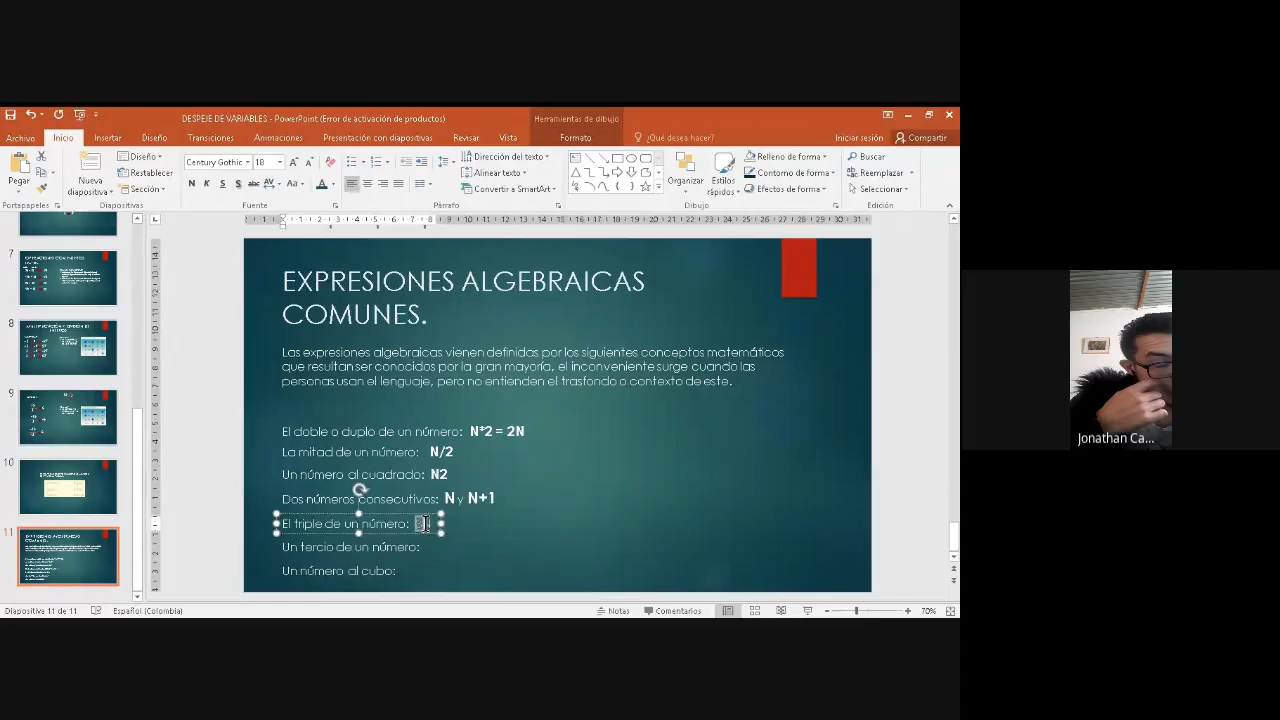 DESPEJE DE VARIABLES - PowerPoint (Error de activación de productos)
Herramientas de dibujo
Archivo Inicio Insertar Diseño Transiciones Animaciones Presentación con diapositivas Revisar Vista Formato ¿Qué desea hacer? Iniciar sesión Compartir
Pegar
Nueva diapositiva
Diseño
Restablecer
Sección
Century Gothic 18
N K S S abc AV Aa A
Dirección del texto
Alinear texto
Convertir a SmartArt
Organizar
Estilos rápidos
Relleno de forma
Contorno de forma
Efectos de forma
Buscar
Reemplazar
Seleccionar
Portapapeles Diapositivas Fuente Párrafo Dibujo Edición
7
8
9
10
11
EXPRESIONES ALGEBRAICAS
COMUNES.
Las expresiones algebraicas vienen definidas por los siguientes conceptos matemáticos
que resultan ser conocidos por la gran mayoría, el inconveniente surge cuando las
personas usan el lenguaje, pero no entienden el trasfondo o contexto de este.
El doble o duplo de un número: N*2 = 2N
La mitad de un número: N/2
Un número al cuadrado: N2
Dos números consecutivos: N y N+1
El triple de un número:
Un tercio de un número:
Un número al cubo:
Diapositiva 11 de 11 Español (Colombia) Notas Comentarios 70%
Jonathan Ca...